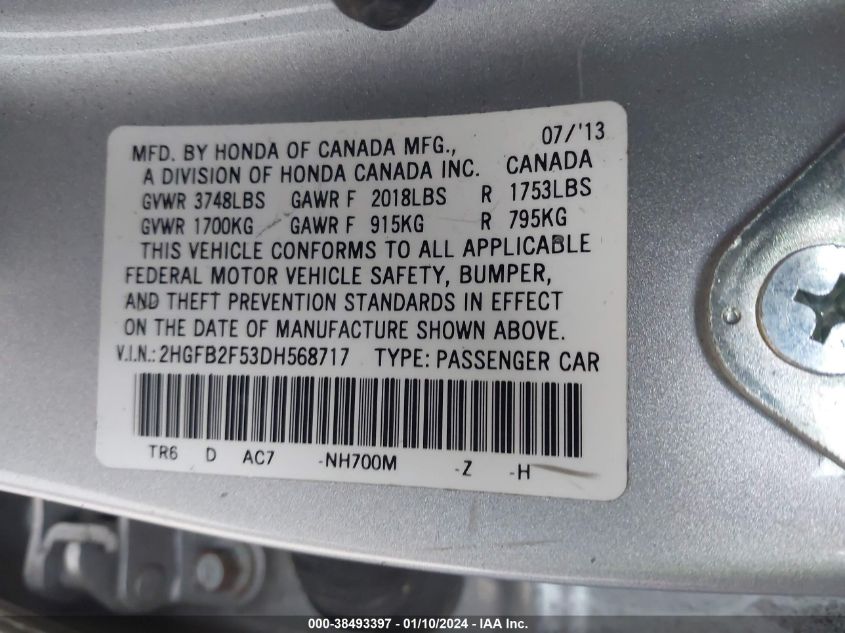 07/'13
MFD. BY HONDA OF CANADA MFG.,
A DIVISION OF HONDA CANADA INC. CANADA
GVWR 3748LBS GAWR F 2018LBS R 1753LBS
GVWR 1700KG GAWR F 915KG R 795KG
THIS VEHICLE CONFORMS TO ALL APPLICABLE
FEDERAL MOTOR VEHICLE SAFETY, BUMPER,
AND THEFT PREVENTION STANDARDS IN EFFECT
ON THE DATE OF MANUFACTURE SHOWN ABOVE.
V.I.N.: 2HGFB2F53DH568717 TYPE: PASSENGER CAR
TR6 D AC7 -NH700M -Z -H
000-38493397 - 01/10/2024 - IAA Inc.